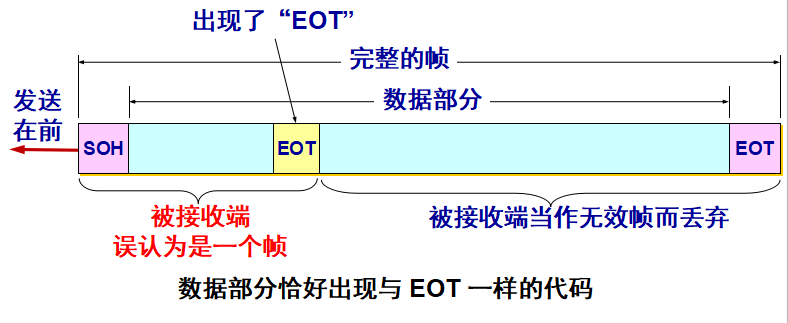 出现了“EOT”
完整的帧
数据部分
发送
在前
SOH
EOT
EOT
被接收端
误认为是一个帧
被接收端当作无效帧而丢弃
数据部分恰好出现与 EOT 一样的代码